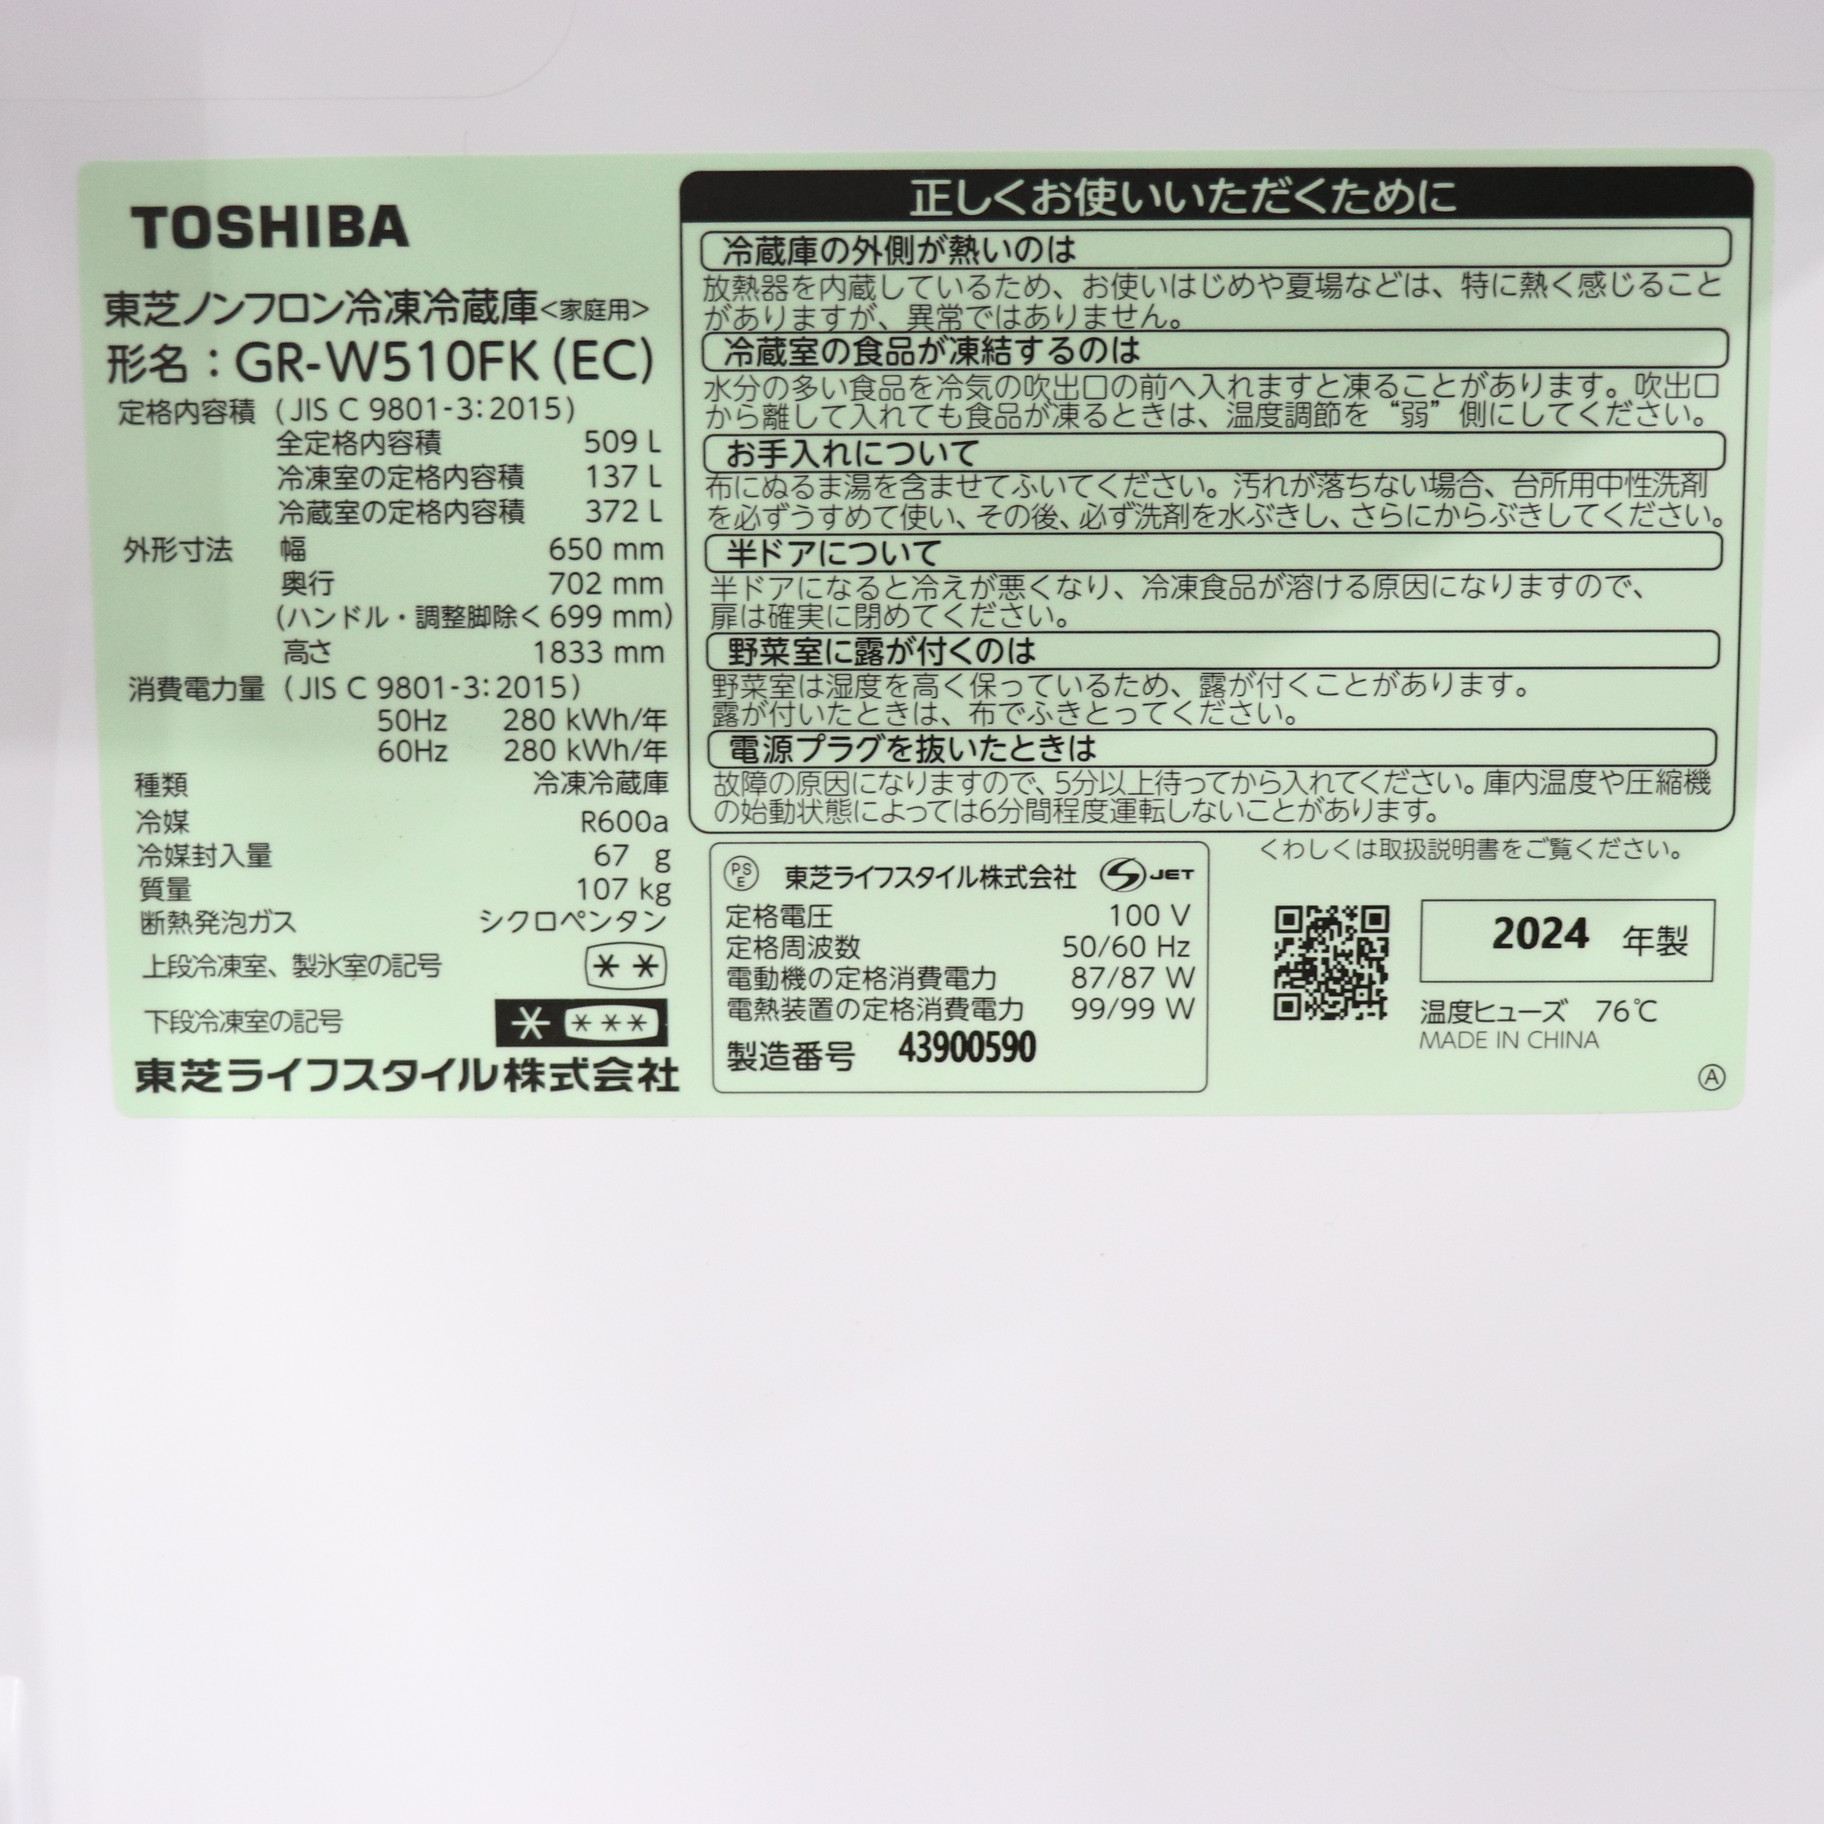 TOSHIBA
東芝ノンフロン冷凍冷蔵庫<家庭用>
形名：GR-W510FK (EC)
定格内容積 (JIS C 9801-3:2015)
全定格内容積 509 L
冷凍室の定格内容積 137 L
冷蔵室の定格内容積 372 L
外形寸法 幅 650 mm
奥行 702 mm
(ハンドル・調整脚除く 699 mm)
高さ 1833 mm
消費電力量 (JIS C 9801-3:2015)
50Hz 280 kWh/年
60Hz 280 kWh/年
種類 冷凍冷蔵庫
冷媒 R600a
冷媒封入量 67 g
質量 107 kg
断熱発泡ガス シクロペンタン
上段冷凍室、製氷室の記号 ＊＊
下段冷凍室の記号 ＊ ＊＊＊
東芝ライフスタイル株式会社
正しくお使いいただくために
冷蔵庫の外側が熱いのは
放熱器を内蔵しているため、お使いはじめや夏場などは、特に熱く感じること
がありますが、異常ではありません。
冷蔵室の食品が凍結するのは
水分の多い食品を冷気の吹出口の前へ入れますと凍ることがあります。吹出口
から離して入れても食品が凍るときは、温度調節を“弱”側にしてください。
お手入れについて
布にぬるま湯を含ませてふいてください。汚れが落ちない場合、台所用中性洗剤
を必ずうすめて使い、その後、必ず洗剤を水ぶきし、さらにからぶきしてください。
半ドアについて
半ドアになると冷えが悪くなり、冷凍食品が溶ける原因になりますので、
扉は確実に閉めてください。
野菜室に露が付くのは
野菜室は湿度を高く保っているため、露が付くことがあります。
露が付いたときは、布でふきとってください。
電源プラグを抜いたときは
故障の原因になりますので、5分以上待ってから入れてください。庫内温度や圧縮機
の始動状態によっては6分間程度運転しないことがあります。
くわしくは取扱説明書をご覧ください。
PSE 東芝ライフスタイル株式会社 S JET
定格電圧 100 V
定格周波数 50/60 Hz
電動機の定格消費電力 87/87 W
電熱装置の定格消費電力 99/99 W
製造番号 43900590
2024 年製
温度ヒューズ 76℃
MADE IN CHINA
Ⓐ